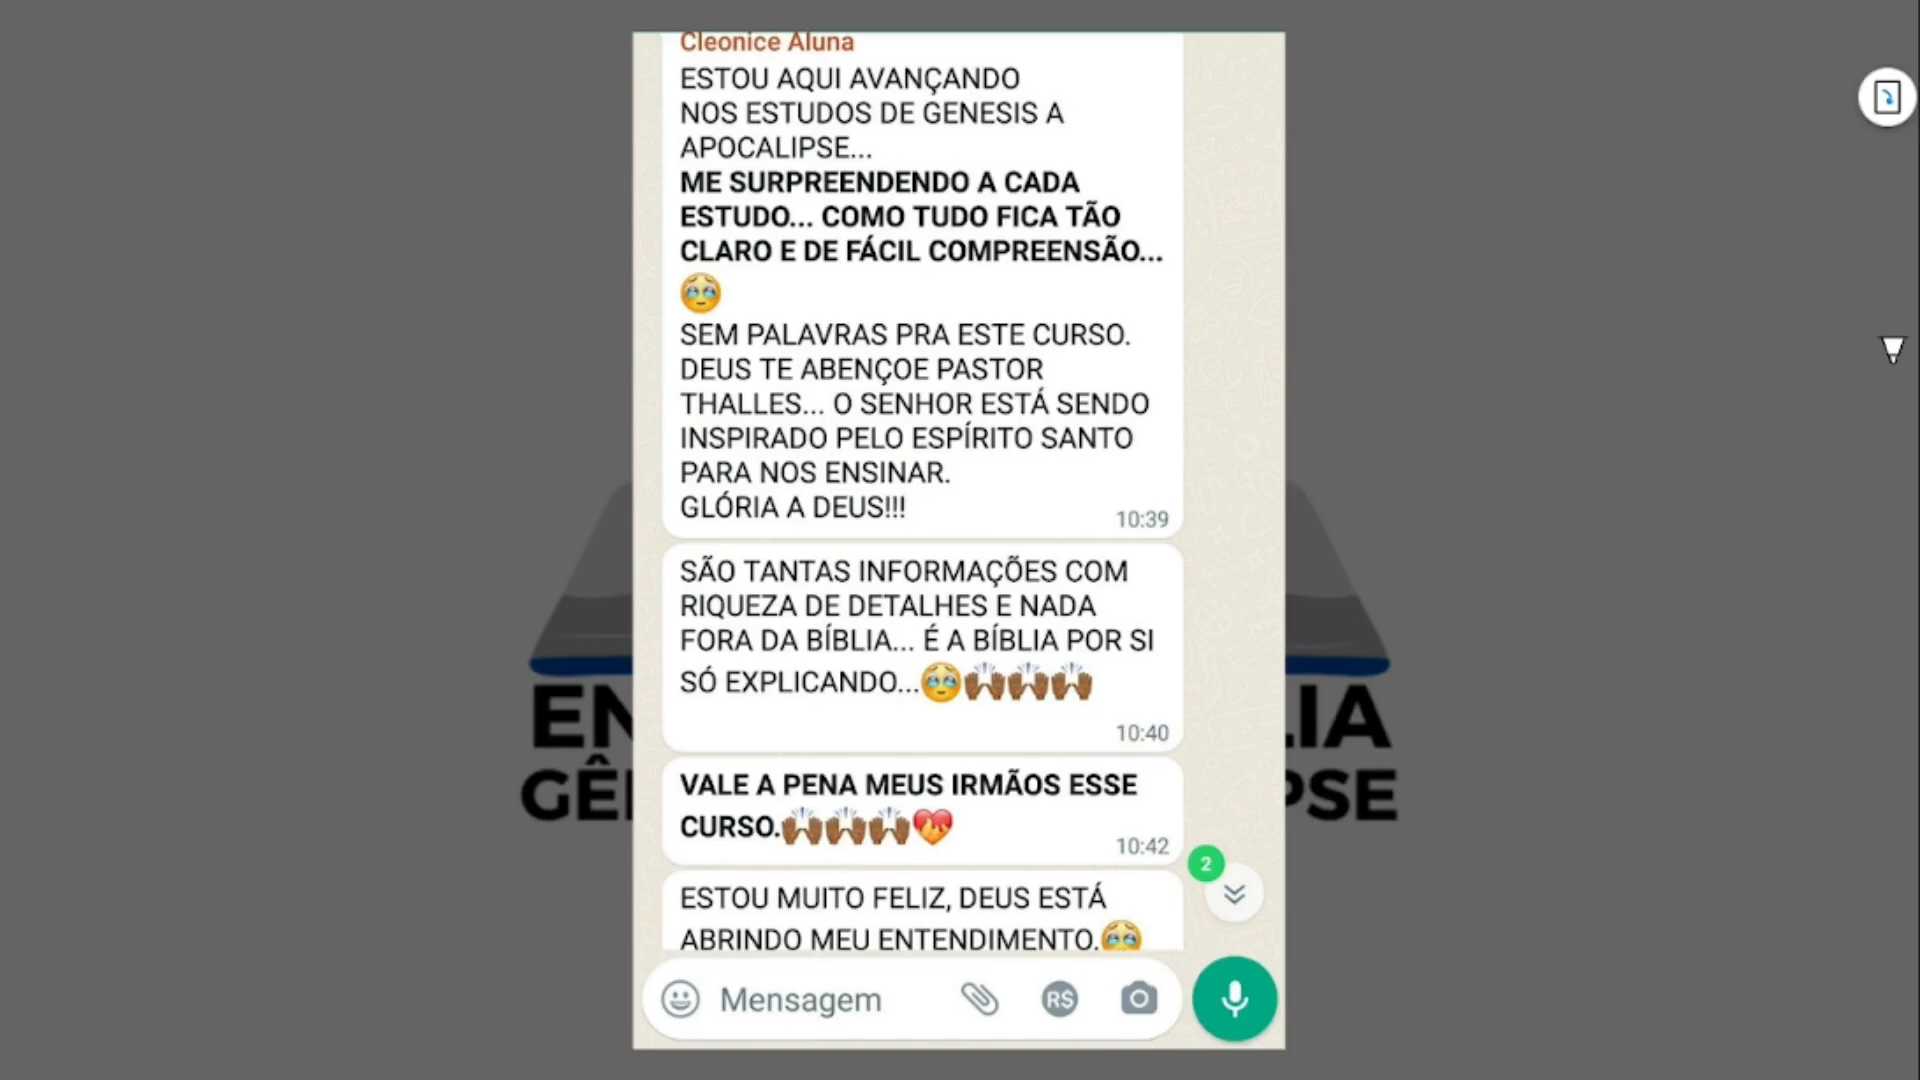 Cleonice Aluna
ESTOU AQUI AVANÇANDO
NOS ESTUDOS DE GENESIS A
APOCALIPSE...
ME SURPREENDENDO A CADA
ESTUDO... COMO TUDO FICA TÃO
CLARO E DE FÁCIL COMPREENSÃO...
🥹
SEM PALAVRAS PRA ESTE CURSO.
DEUS TE ABENÇOE PASTOR
THALLES... O SENHOR ESTÁ SENDO
INSPIRADO PELO ESPÍRITO SANTO
PARA NOS ENSINAR.
GLÓRIA A DEUS!!!
10:39
SÃO TANTAS INFORMAÇÕES COM
RIQUEZA DE DETALHES E NADA
FORA DA BÍBLIA... É A BÍBLIA POR SI
SÓ EXPLICANDO...🥹🙌🏾🙌🏾🙌🏾
10:40
VALE A PENA MEUS IRMÃOS ESSE
CURSO.🙌🏾🙌🏾🙌🏾❤️‍🔥
10:42
2
ESTOU MUITO FELIZ, DEUS ESTÁ
ABRINDO MEU ENTENDIMENTO.🥹
Mensagem
R$